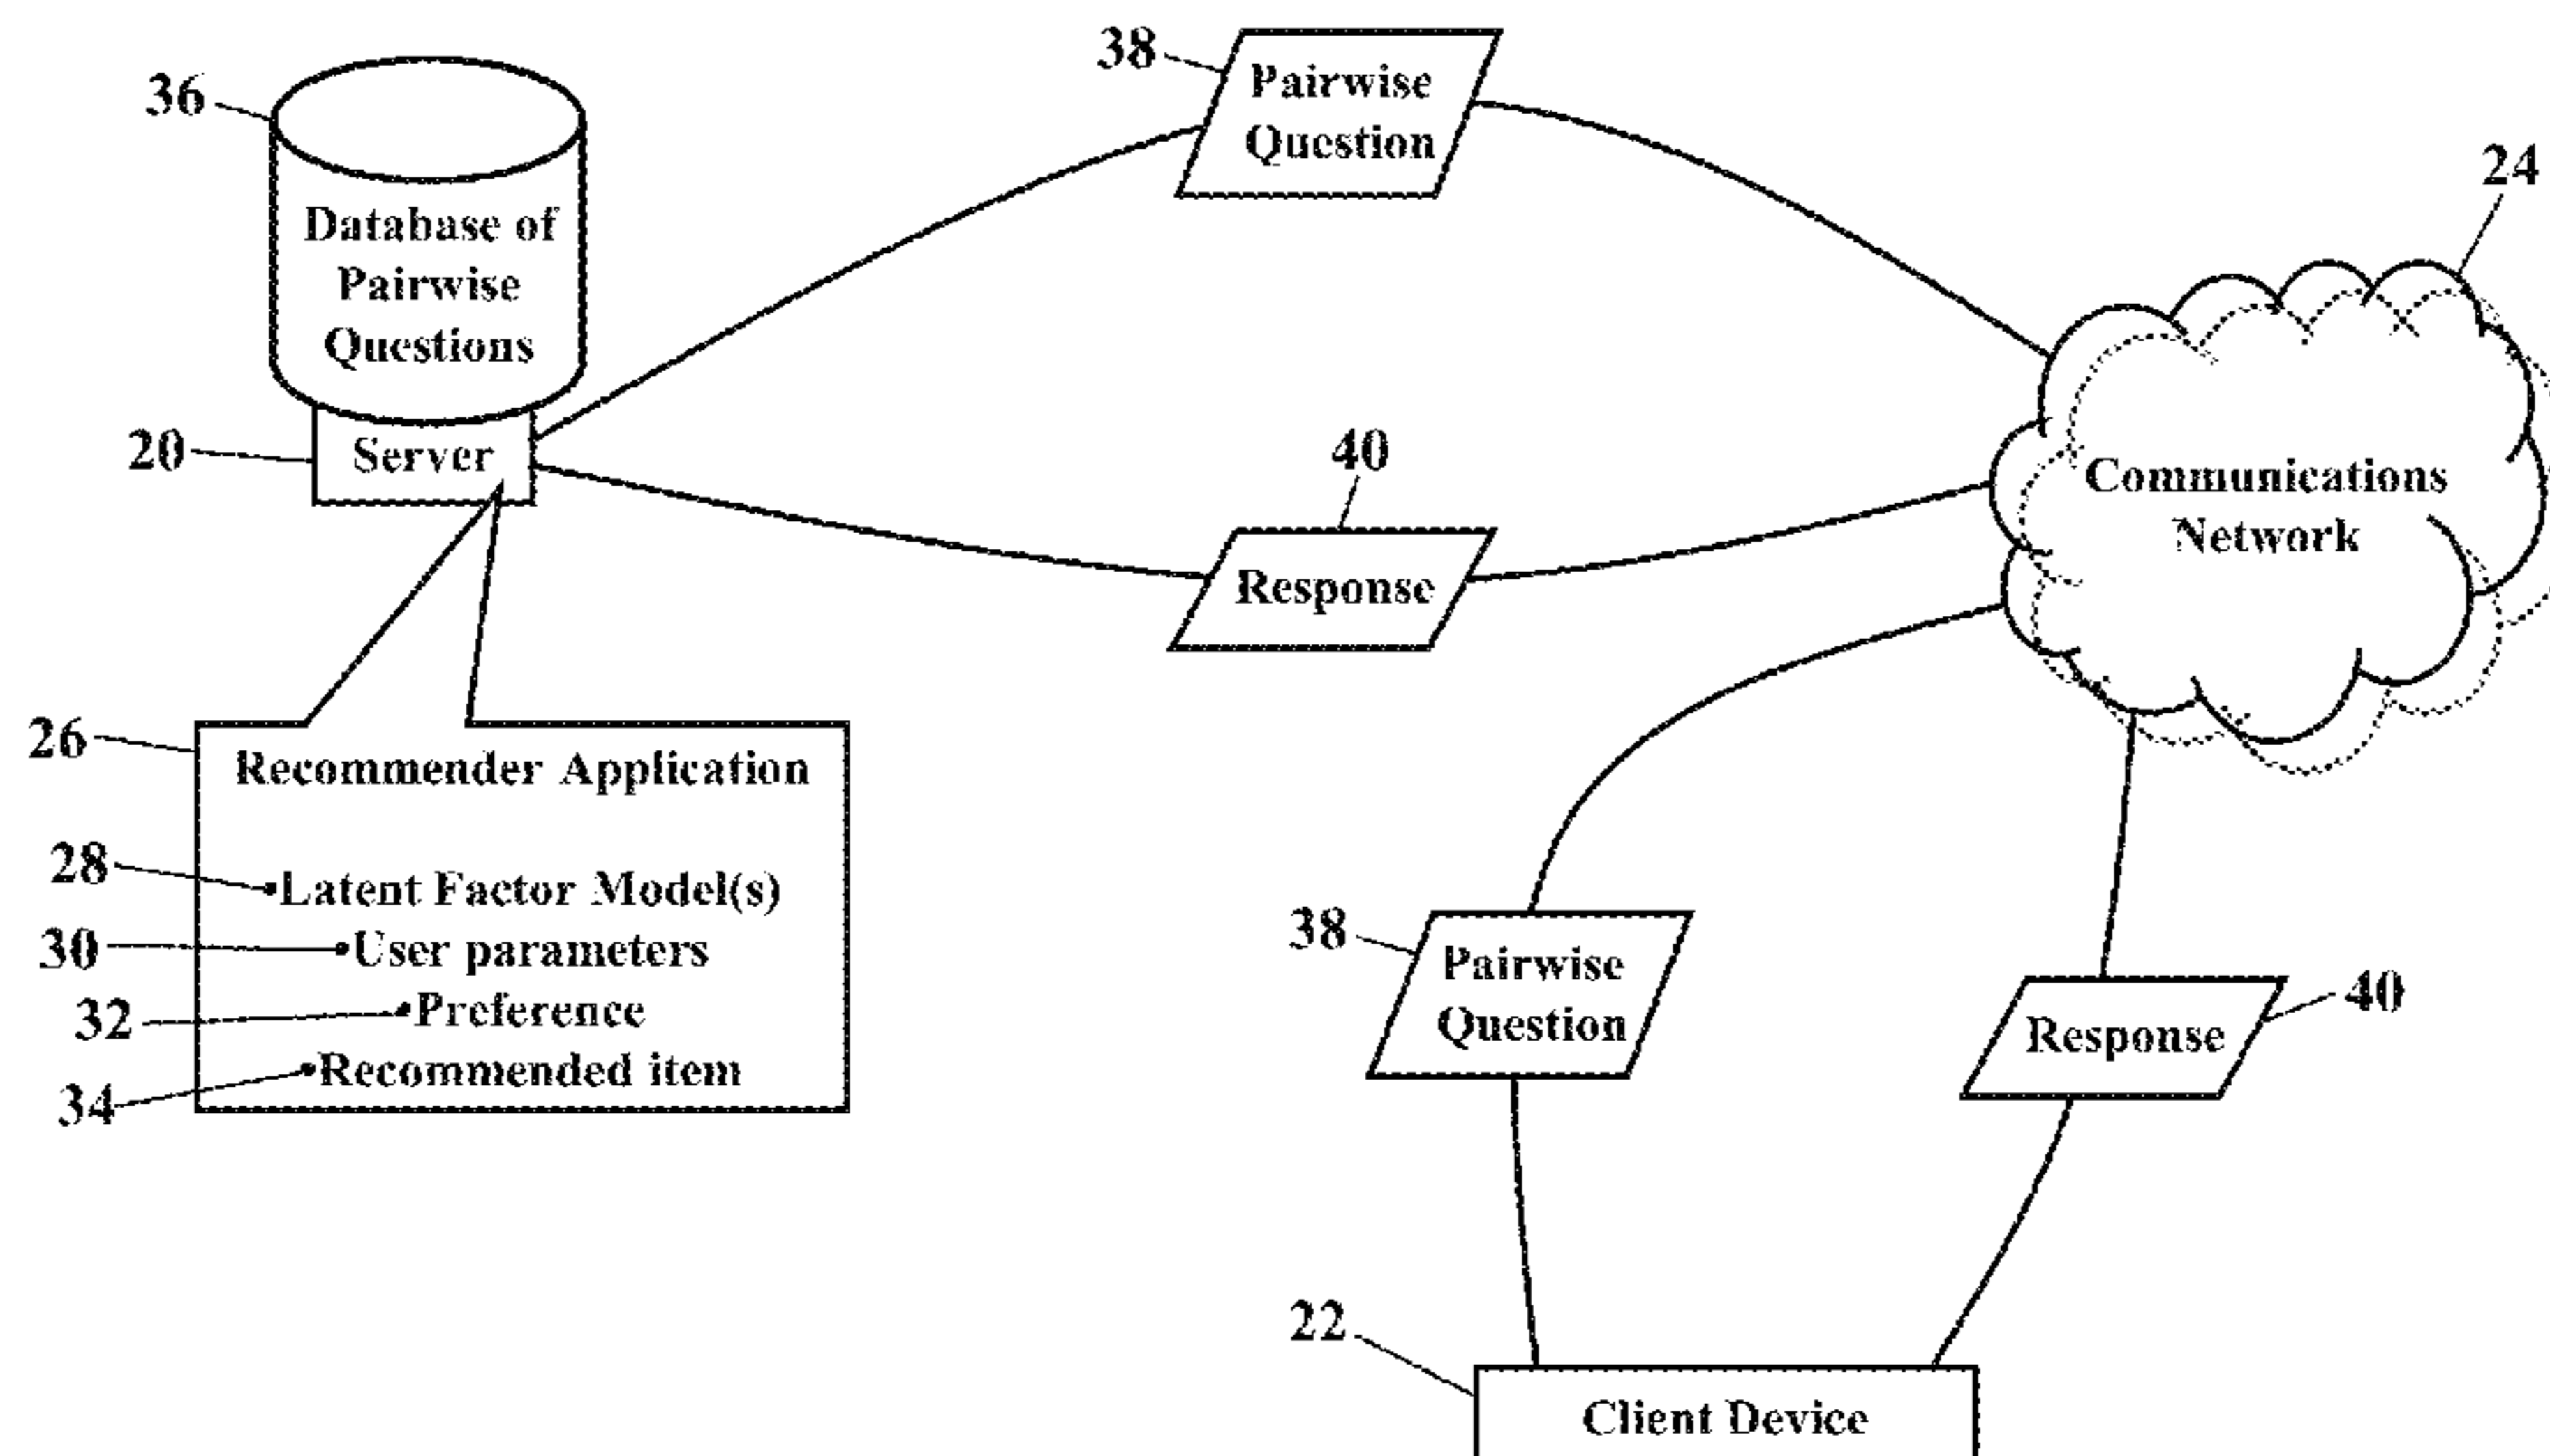 38
Pairwise
Question
36
Database of
Pairwise
Questions
24
20
Server
40
Response
Communications
Network
26
Recommender Application
28
•Latent Factor Model(s)
30
•User parameters
32
•Preference
34
•Recommended item
38
Pairwise
Question
Response
40
22
Client Device